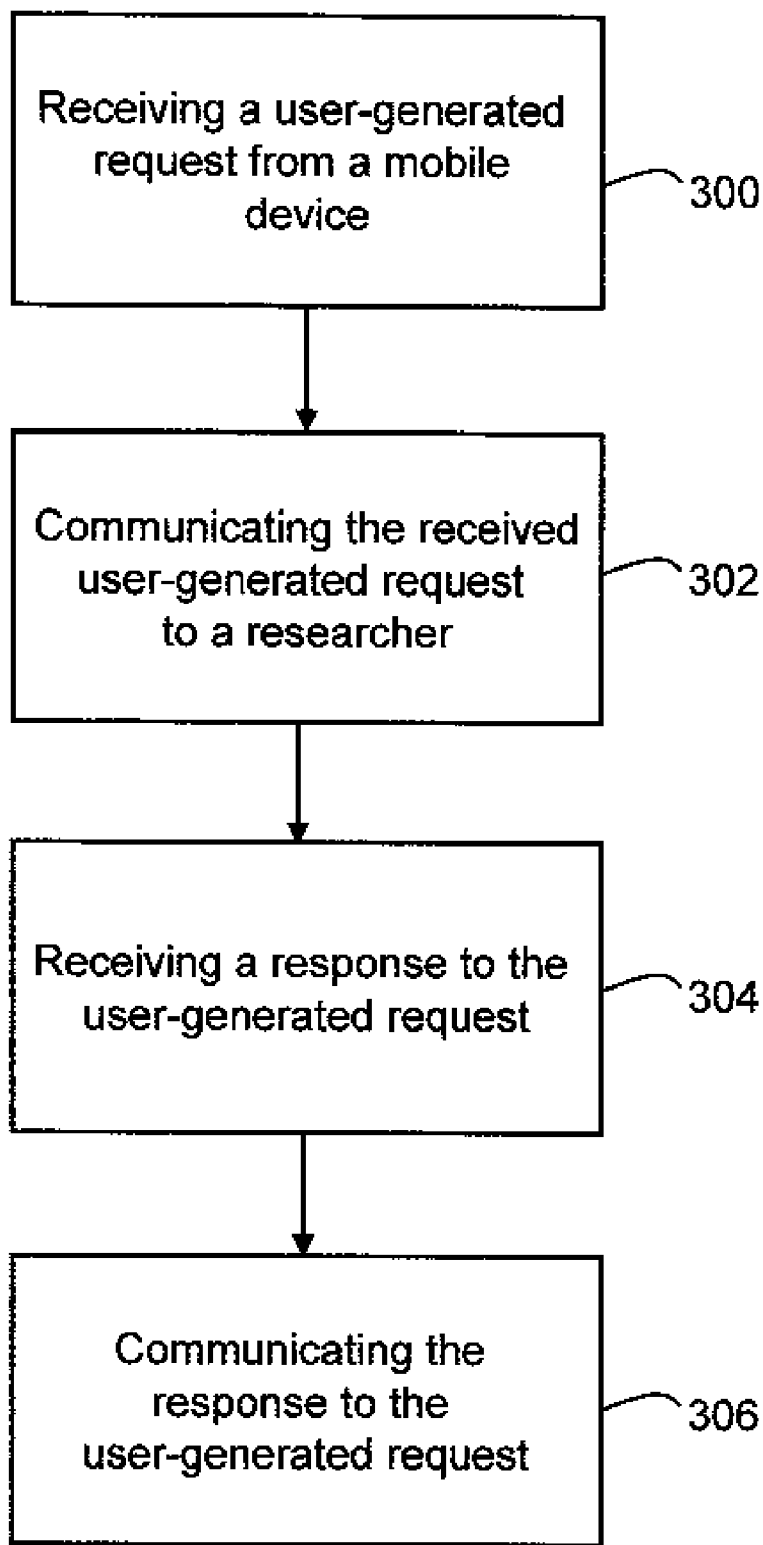 Receiving a user-generated
request from a mobile
device
300
Communicating the received
user-generated request
to a researcher
302
Receiving a response to the
user-generated request
304
Communicating the
response to the
user-generated request
306